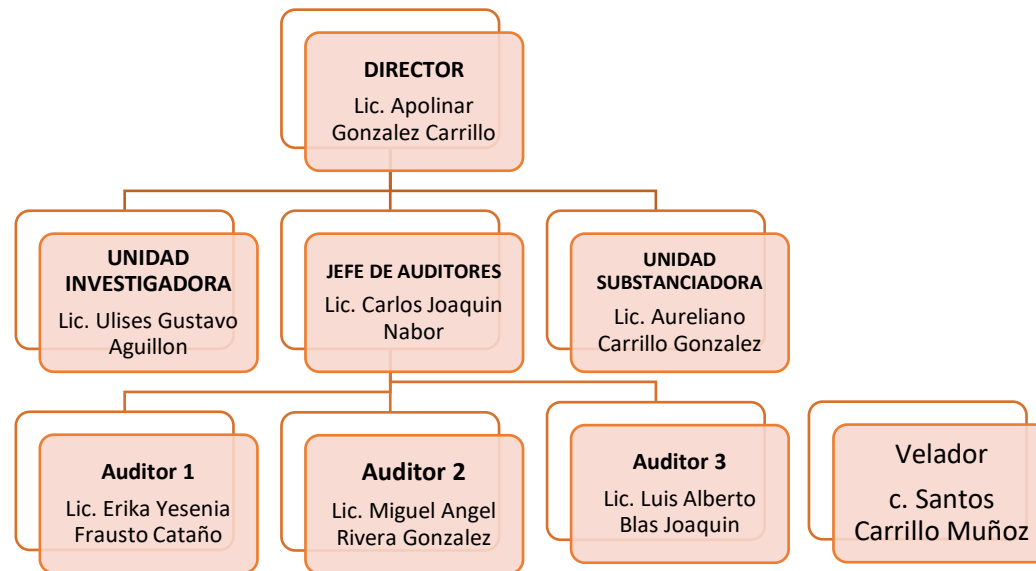 DIRECTOR
Lic. Apolinar
Gonzalez Carrillo
UNIDAD
INVESTIGADORA
Lic. Ulises Gustavo
Aguillon
JEFE DE AUDITORES
Lic. Carlos Joaquin
Nabor
UNIDAD
SUBSTANCIADORA
Lic. Aureliano
Carrillo Gonzalez
Auditor 1
Lic. Erika Yesenia
Frausto Cataño
Auditor 2
Lic. Miguel Angel
Rivera Gonzalez
Auditor 3
Lic. Luis Alberto
Blas Joaquin
Velador
c. Santos
Carrillo Muñoz